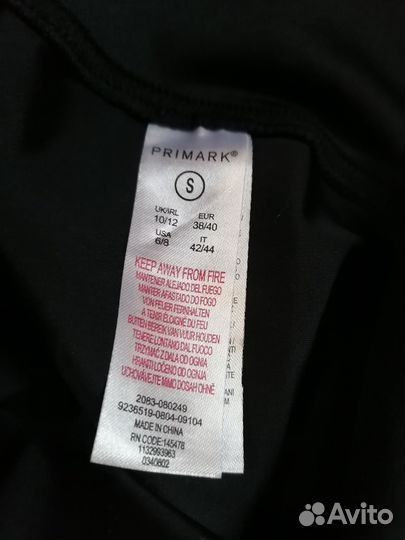 PRIMARK®
S
UK/IRL EUR
10/12 38/40
USA IT
6/8 42/44
KEEP AWAY FROM FIRE
MANTENER ALEJADO DEL FUEGO
MANTER AFASTADO DO FOGO
VON FEUER FERNHALTEN
A TENIR ÉLOIGNÉ DU FEU
BUITEN BEREIK VAN VUUR HOUDEN
TENERE LONTANO DAL FUOCO
TRZYMAĆ Z DALA OD OGNIA
HRANITI LOČENO OD OGNJA
UCHOVÁVEJTE MIMO DOSAH OHNĚ
2083-080249
9236519-0804-09104
MADE IN CHINA
RN CODE:145478
1132993963
0340602
Avito